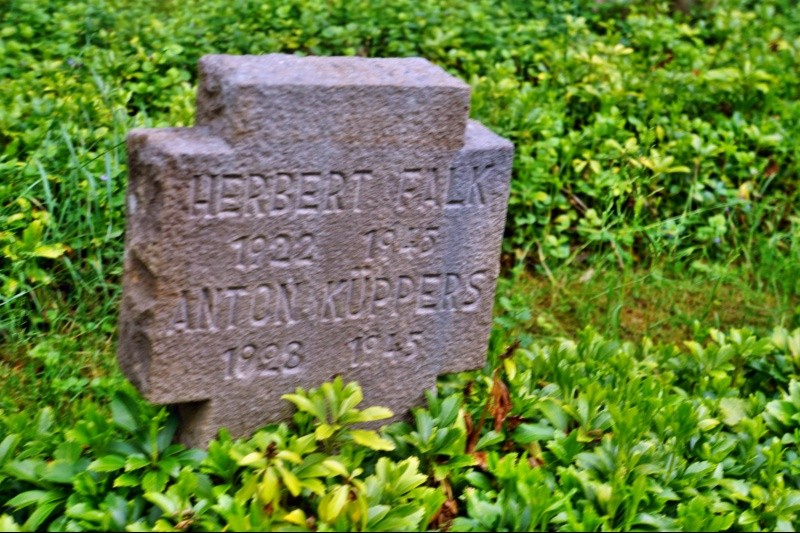 HERBERT FALK
1922 1945
ANTON KÜPPERS
1928 1945